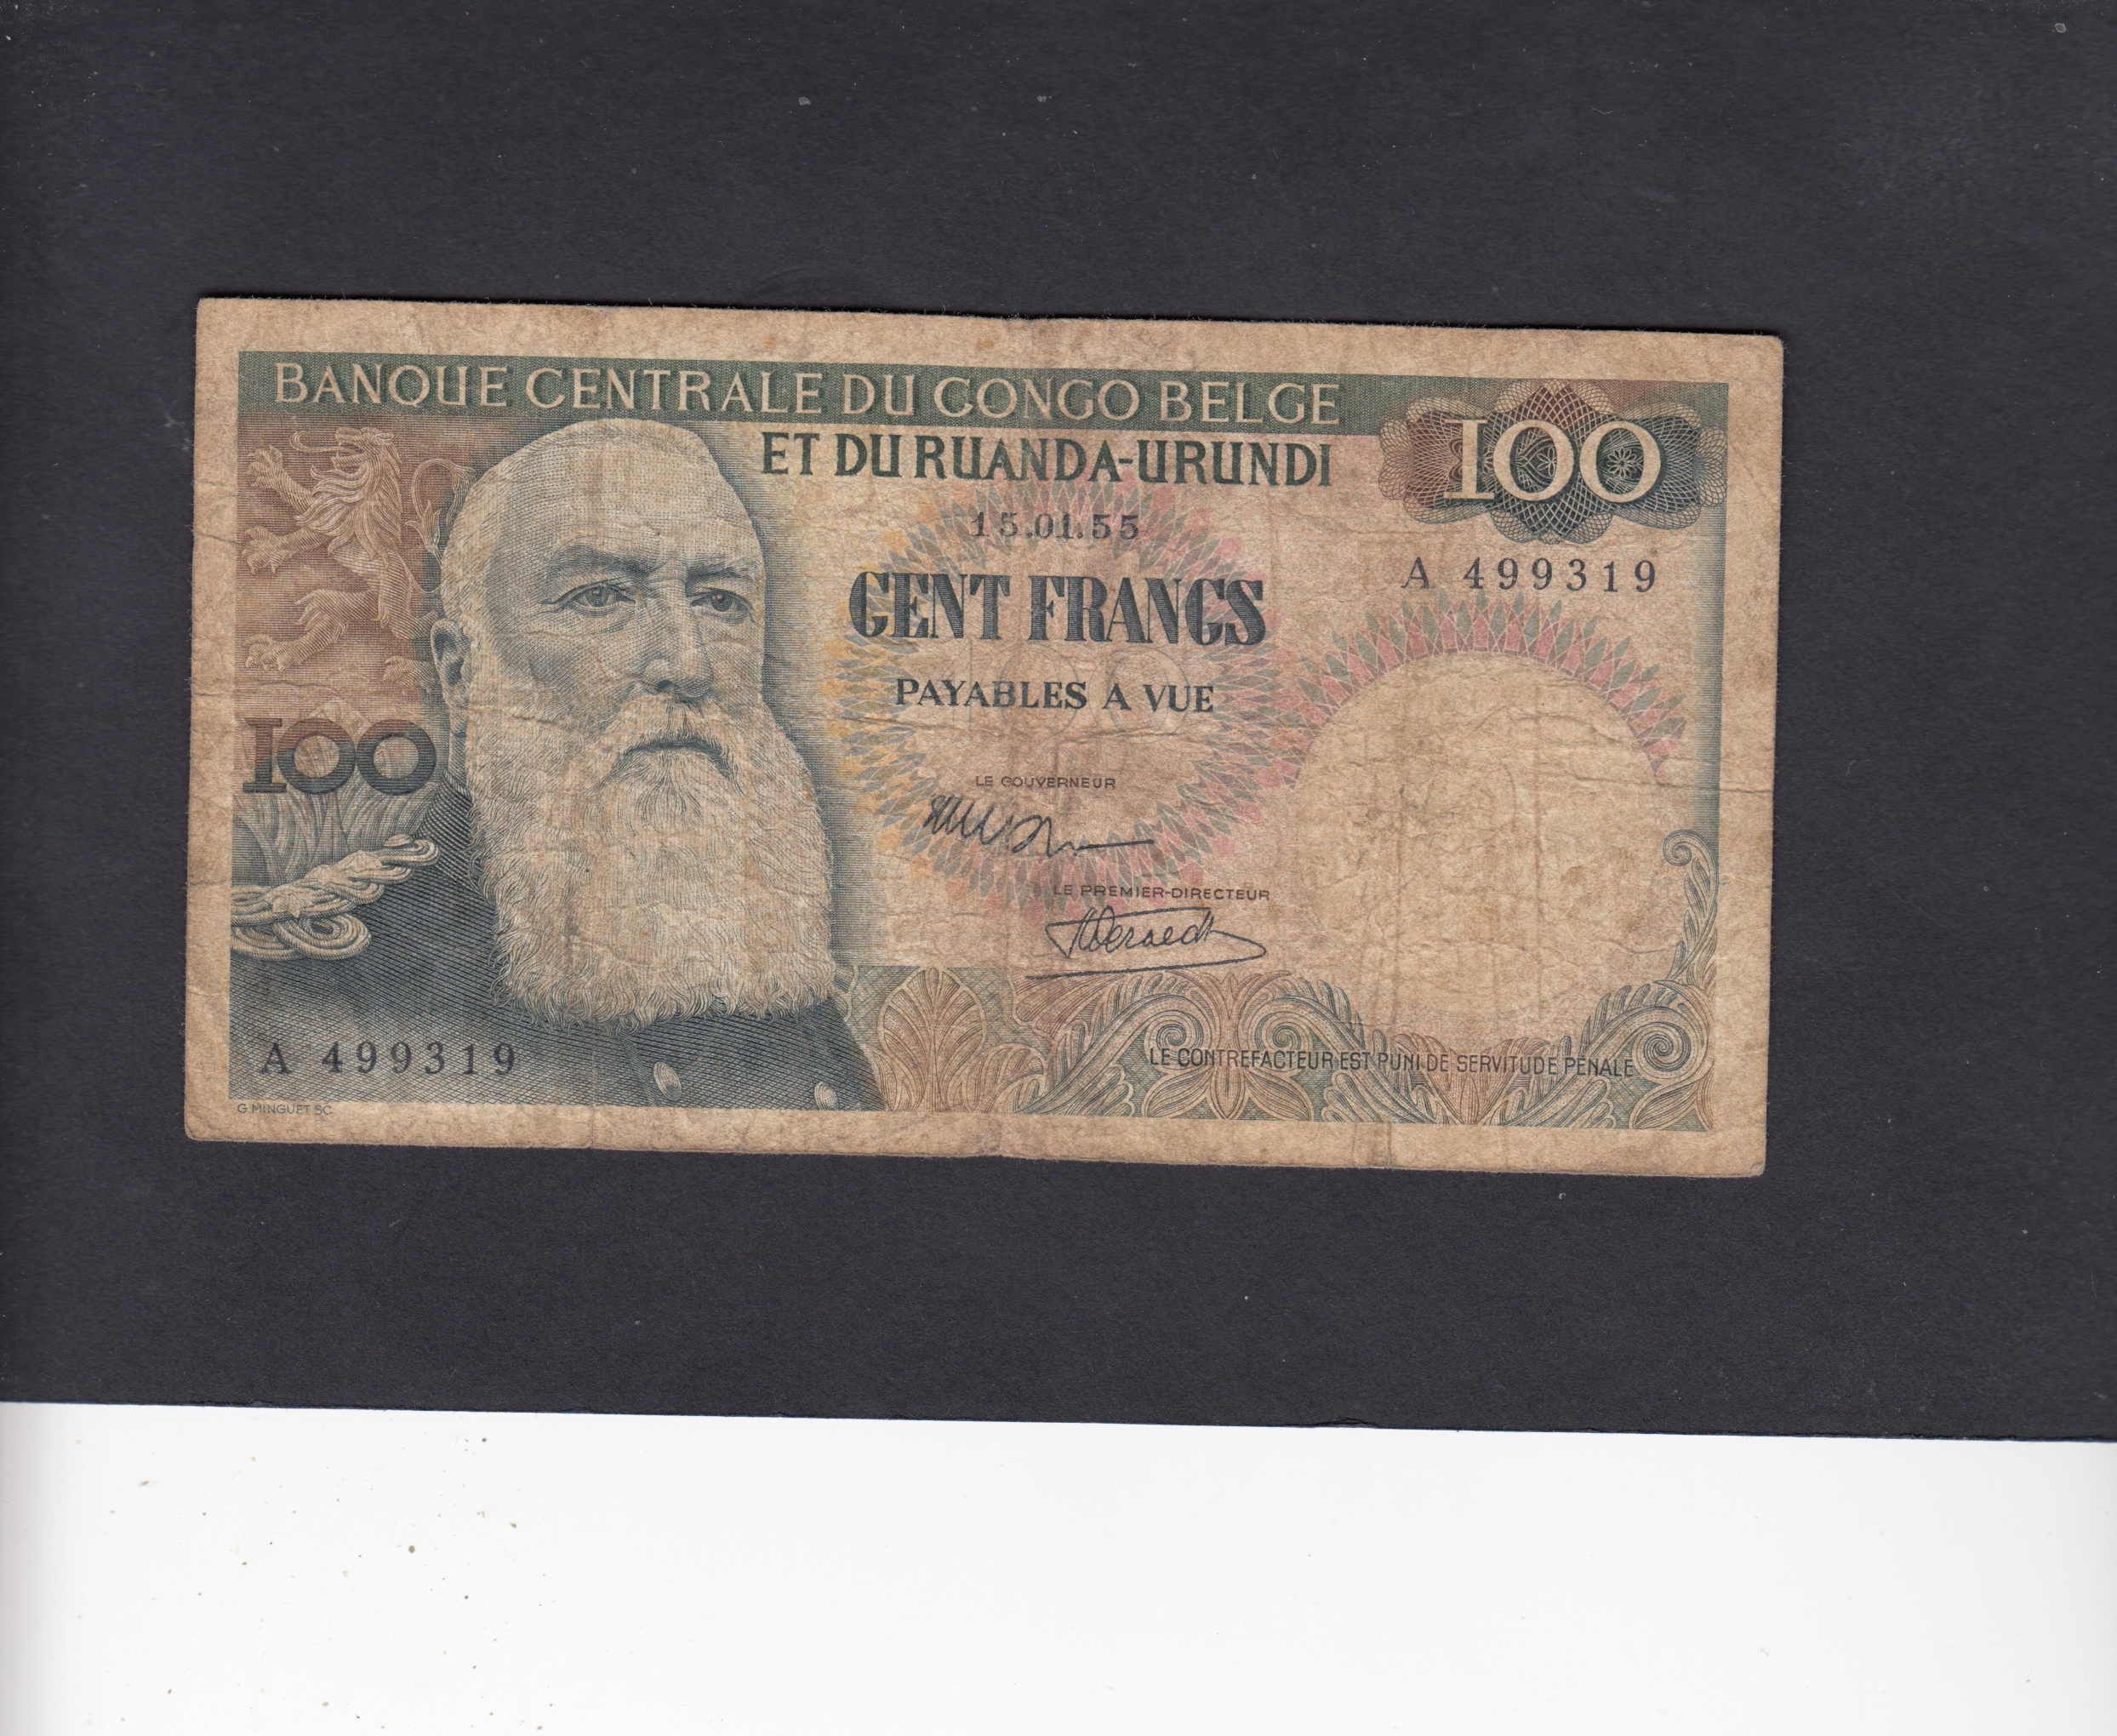 BANQUE CENTRALE DU CONGO BELGE
ET DU RUANDA-URUNDI
100
15.01.55
A 499319
CENT FRANCS
PAYABLES A VUE
100
LE GOUVERNEUR
LE PREMIER-DIRECTEUR
A 499319
LE CONTREFACTEUR EST PUNI DE SERVITUDE PÉNALE
G. MINGUET SC.